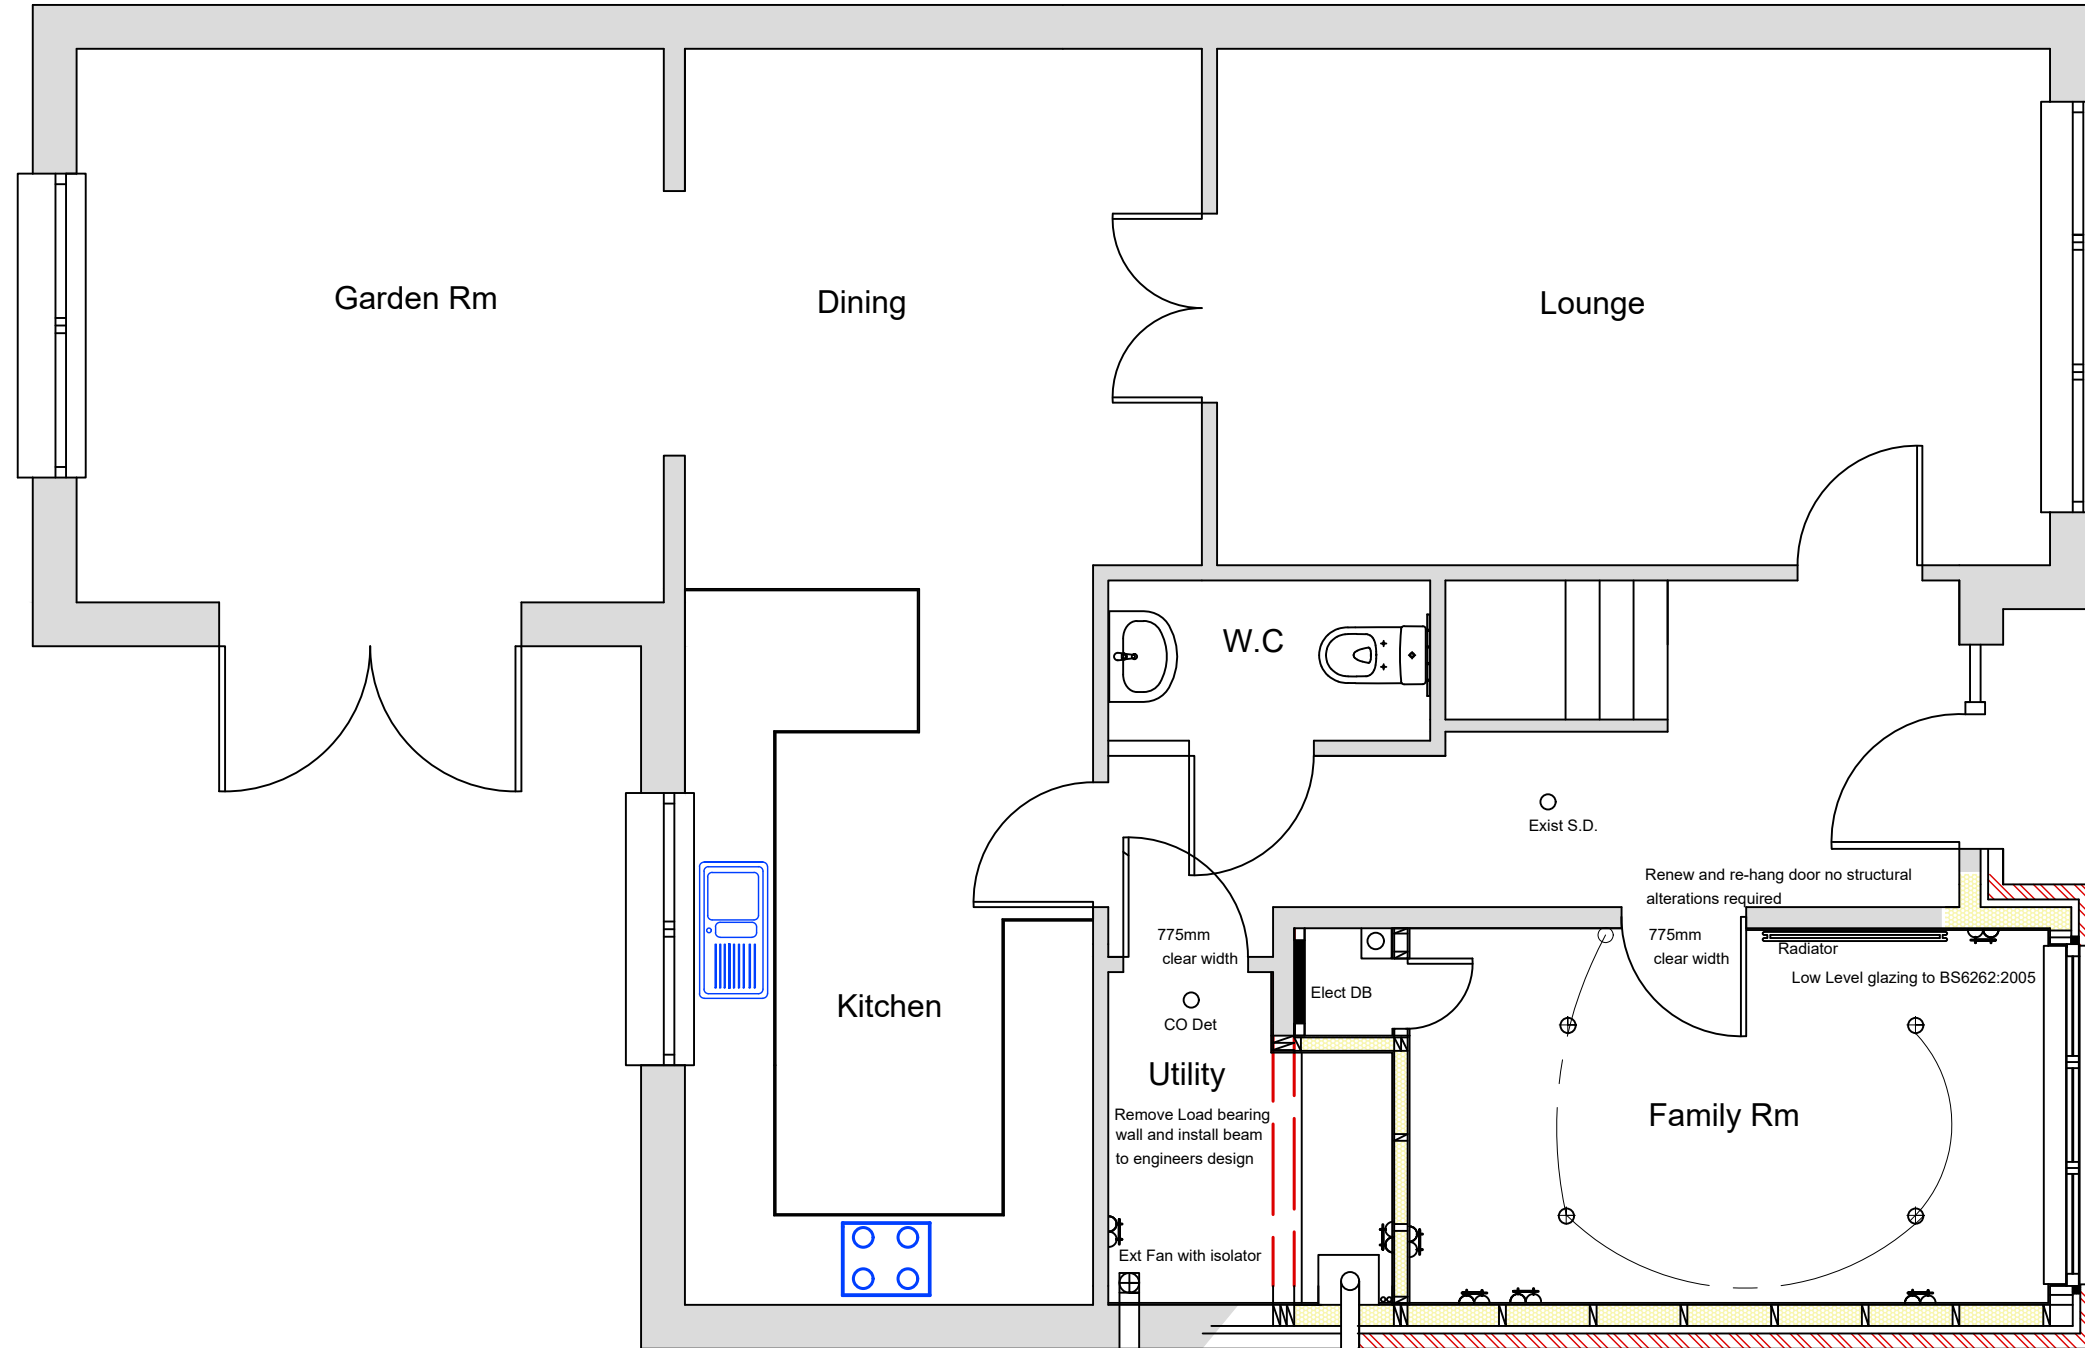 Garden Rm
Dining
Lounge
W.C
Exist S.D.
Renew and re-hang door no structural
alterations required
775mm
clear width
775mm
clear width
Radiator
Low Level glazing to BS6262:2005
Elect DB
Kitchen
CO Det
Utility
Remove Load bearing
wall and install beam
to engineers design
Family Rm
Ext Fan with isolator